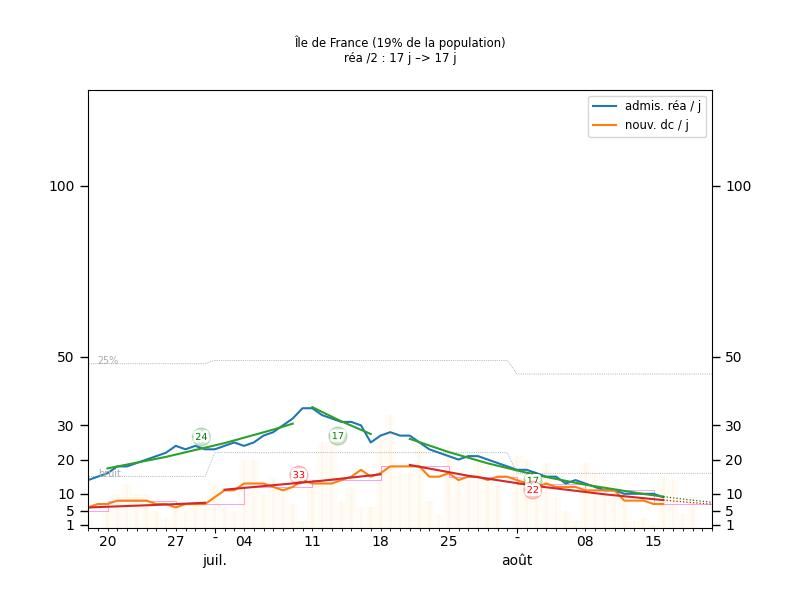 Île de France (19% de la population)
réa /2 : 17 j –> 17 j
admis. réa / j
nouv. dc / j
100 100
50 50
25%
30 30
24 17
20 20
bruit
33
17
22
10 10
5 5
1 1
20 27 - 04 11 18 25 - 08 15
juil. août